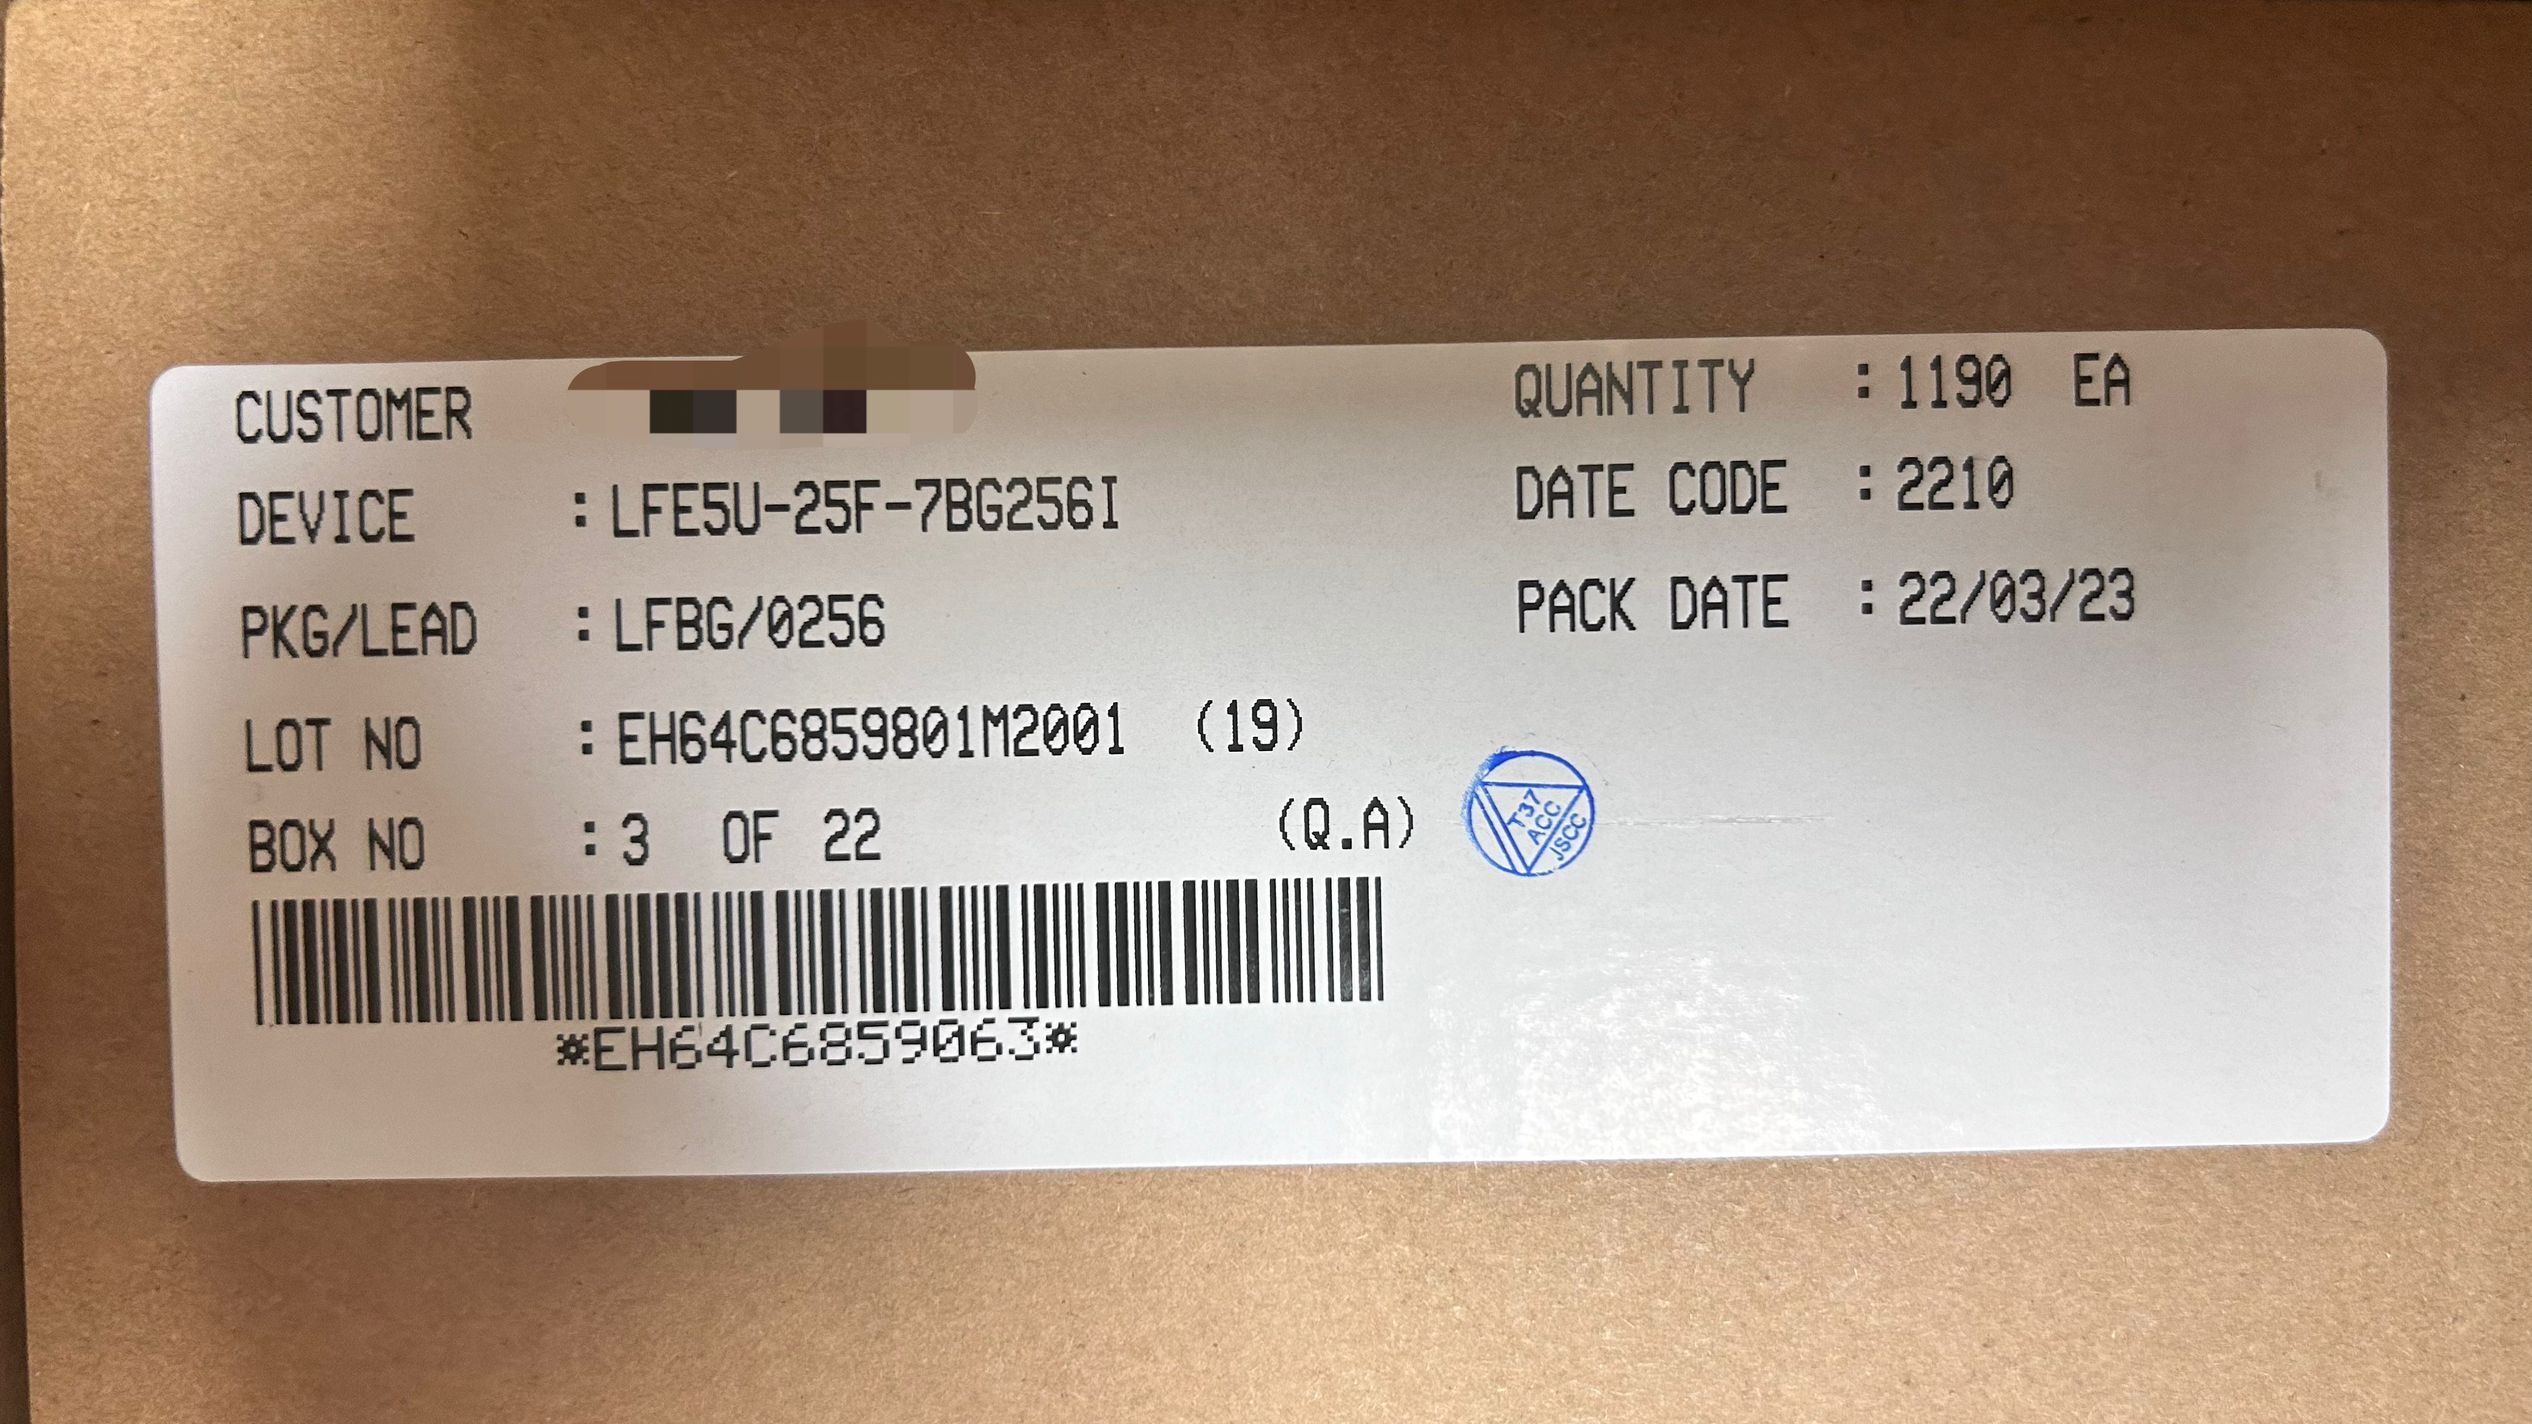 CUSTOMER
DEVICE : LFE5U-25F-7BG256I
PKG/LEAD : LFBG/0256
LOT NO : EH64C6859801M2001 (19)
BOX NO : 3 OF 22 (Q.A)
*EH64C6859063*
QUANTITY : 1190 EA
DATE CODE : 2210
PACK DATE : 22/03/23
T37
ACC
JSCC